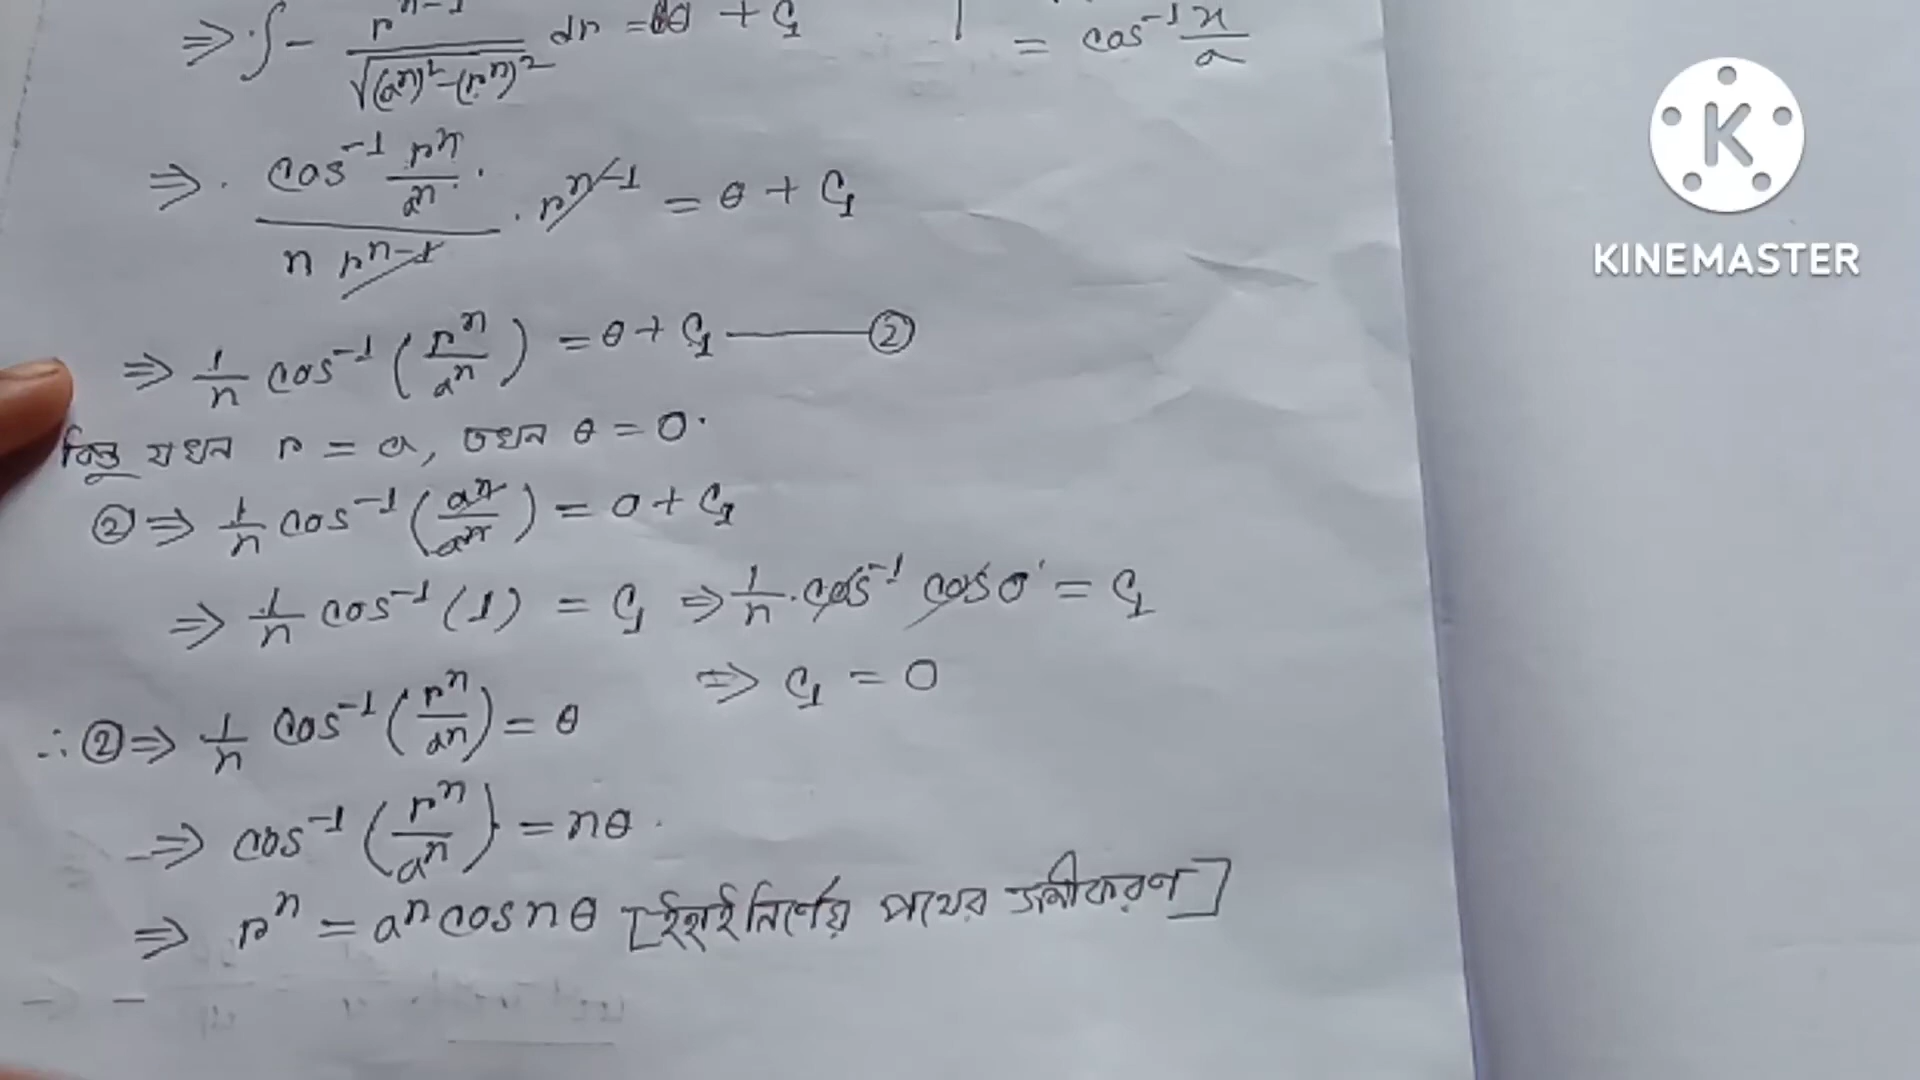 ⇒ ∫ - r^{n-1} / √(a^n)^2-(r^n)^2 dr = θ + C₁
= cos^{-1} x/a
⇒ cos^{-1} r^n/a^n / n r^{n-1} · r^{n-1} = θ + C₁
⇒ 1/n cos^{-1} (r^n/a^n) = θ + C₁ —— ②
কিন্তু যখন r = a, তখন θ = 0.
② ⇒ 1/n cos^{-1} (a^n/a^n) = 0 + C₁
⇒ 1/n cos^{-1} (1) = C₁ ⇒ 1/n · cos^{-1} cos 0 = C₁
⇒ C₁ = 0
∴ ② ⇒ 1/n cos^{-1} (r^n/a^n) = θ
⇒ cos^{-1} (r^n/a^n) = nθ.
⇒ r^n = a^n cos nθ [ইহাই নির্ণেয় পথের সমীকরণ]
KINEMASTER